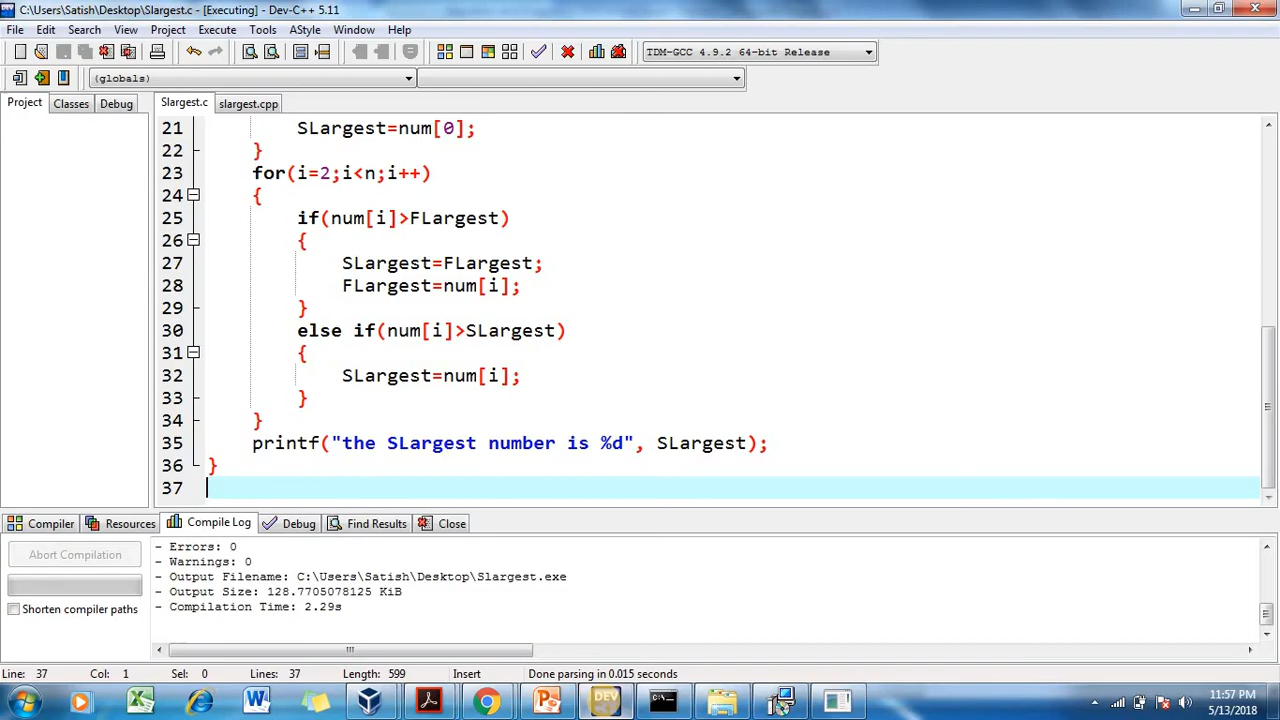 C:\Users\Satish\Desktop\Slargest.c - [Executing] - Dev-C++ 5.11
File Edit Search View Project Execute Tools AStyle Window Help
TDM-GCC 4.9.2 64-bit Release
(globals)
Project Classes Debug Slargest.c slargest.cpp
21 SLargest=num[0];
22 }
23 for(i=2;i<n;i++)
24 {
25 if(num[i]>FLargest)
26 {
27 SLargest=FLargest;
28 FLargest=num[i];
29 }
30 else if(num[i]>SLargest)
31 {
32 SLargest=num[i];
33 }
34 }
35 printf("the SLargest number is %d", SLargest);
36 }
37
Compiler Resources Compile Log Debug Find Results Close
Abort Compilation
Shorten compiler paths
- Errors: 0
- Warnings: 0
- Output Filename: C:\Users\Satish\Desktop\Slargest.exe
- Output Size: 128.7705078125 KiB
- Compilation Time: 2.29s
Line: 37 Col: 1 Sel: 0 Lines: 37 Length: 599 Insert Done parsing in 0.015 seconds
DEV
11:57 PM
5/13/2018